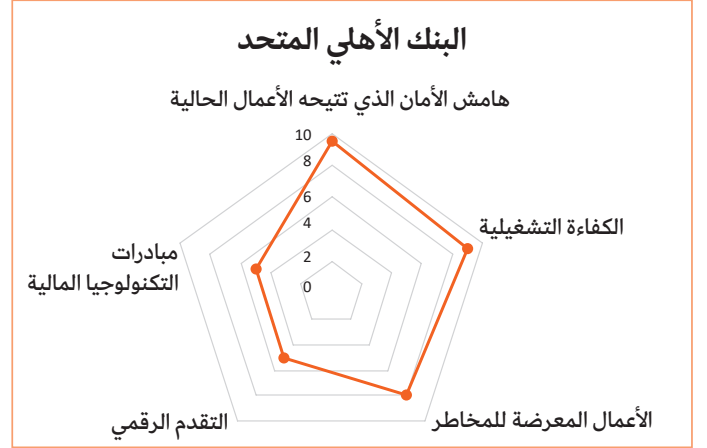 البنك الأهلي المتحد
هامش الأمان الذي تتيحه الأعمال الحالية
10
8
6
4
2
0
الكفاءة التشغيلية
مبادرات
التكنولوجيا المالية
الأعمال المعرضة للمخاطر
التقدم الرقمي